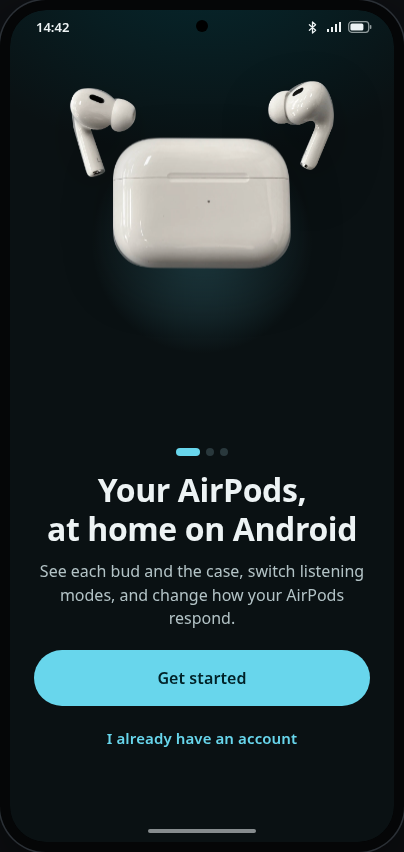 14:42
Your AirPods,
at home on Android
See each bud and the case, switch listening
modes, and change how your AirPods
respond.
Get started
I already have an account